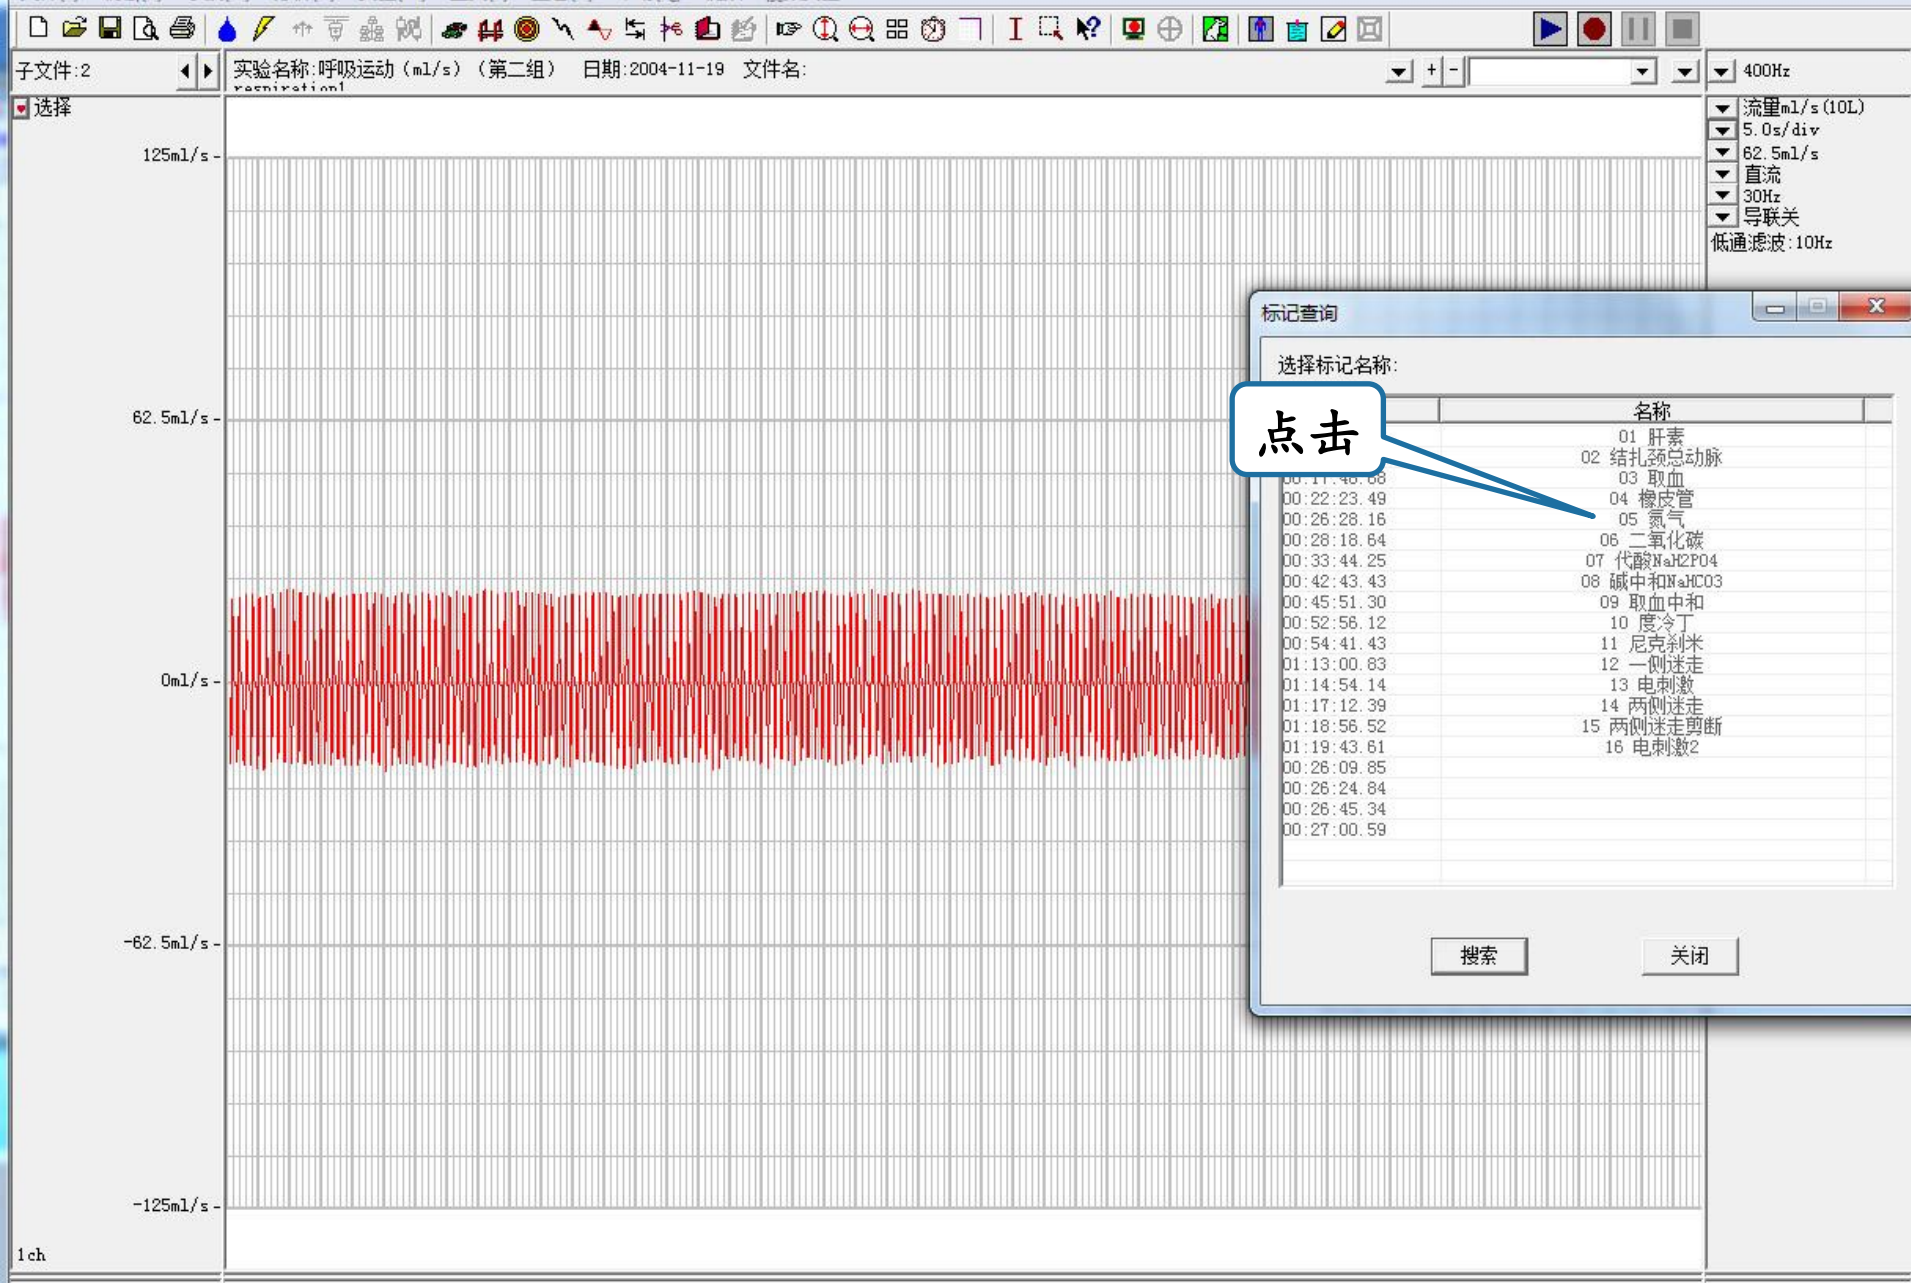 子文件:2
实验名称:呼吸运动 (ml/s) (第二组) 日期:2004-11-19 文件名:
respiration1
+ -
400Hz
选择
流量ml/s(10L)
5.0s/div
62.5ml/s
直流
30Hz
导联关
低通滤波:10Hz
125ml/s
62.5ml/s
0ml/s
-62.5ml/s
-125ml/s
1ch
标记查询
选择标记名称:
点击
名称
01 肝素
02 结扎颈总动脉
00:17:46.68 03 取血
00:22:23.49 04 橡皮管
00:26:28.16 05 氮气
00:28:18.64 06 二氧化碳
00:33:44.25 07 代酸NaH2PO4
00:42:43.43 08 碱中和NaHCO3
00:45:51.30 09 取血中和
00:52:56.12 10 度冷丁
00:54:41.43 11 尼克刹米
01:13:00.83 12 一侧迷走
01:14:54.14 13 电刺激
01:17:12.39 14 两侧迷走
01:18:56.52 15 两侧迷走剪断
01:19:43.61 16 电刺激2
00:26:09.85
00:26:24.84
00:26:45.34
00:27:00.59
搜索 关闭